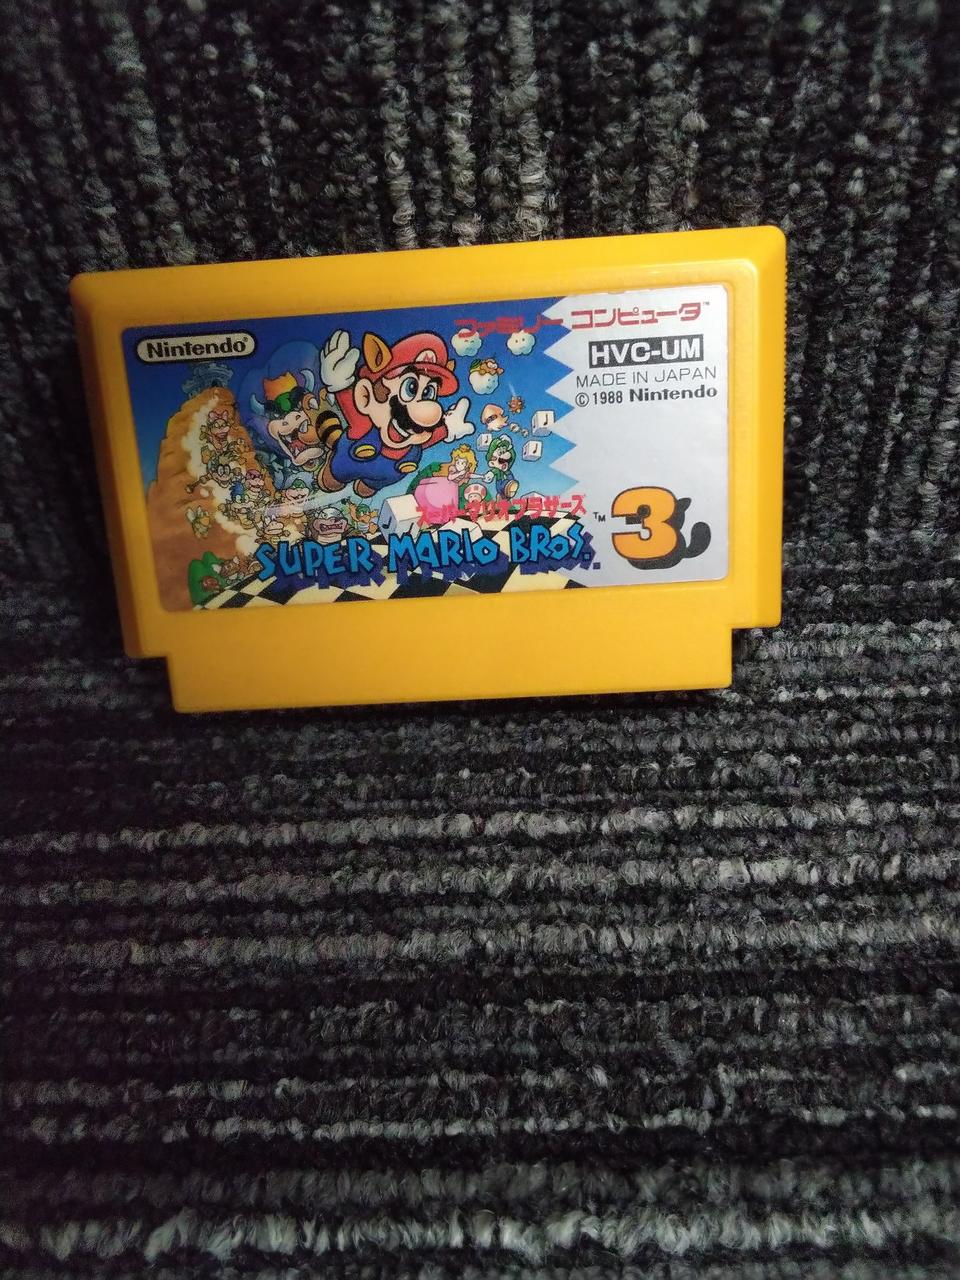 Nintendo®
ファミリー コンピュータ™
HVC-UM
MADE IN JAPAN
© 1988 Nintendo
スーパーマリオブラザーズ
SUPER MARIO BROS.™ 3